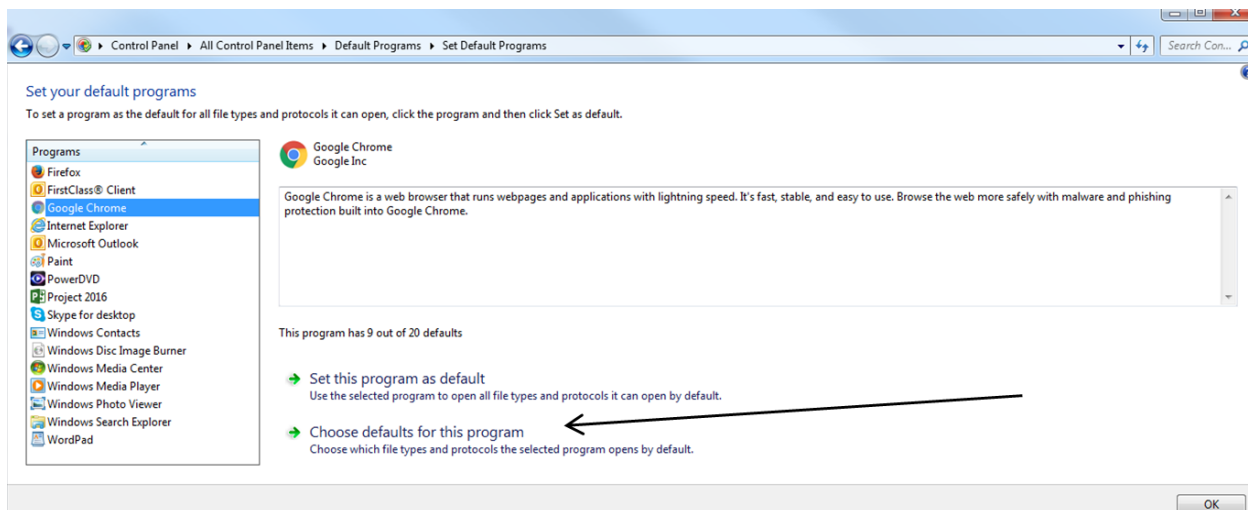 Control Panel ▸ All Control Panel Items ▸ Default Programs ▸ Set Default Programs
Search Con...
Set your default programs
To set a program as the default for all file types and protocols it can open, click the program and then click Set as default.
Programs
Firefox
FirstClass® Client
Google Chrome
Internet Explorer
Microsoft Outlook
Paint
PowerDVD
Project 2016
Skype for desktop
Windows Contacts
Windows Disc Image Burner
Windows Media Center
Windows Media Player
Windows Photo Viewer
Windows Search Explorer
WordPad
Google Chrome
Google Inc
Google Chrome is a web browser that runs webpages and applications with lightning speed. It's fast, stable, and easy to use. Browse the web more safely with malware and phishing
protection built into Google Chrome.
This program has 9 out of 20 defaults
Set this program as default
Use the selected program to open all file types and protocols it can open by default.
Choose defaults for this program
Choose which file types and protocols the selected program opens by default.
OK